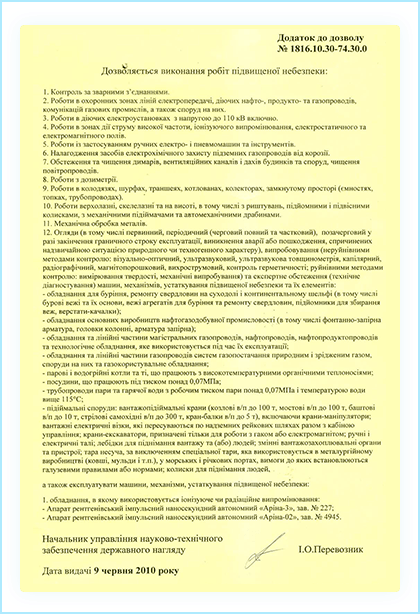 Додаток до дозволу
№ 1816.10.30-74.30.0
Дозволяється виконання робіт підвищеної небезпеки:
1. Контроль за зварними з'єднаннями.
2. Роботи в охоронних зонах ліній електропередачі, діючих нафто-, продукто- та газопроводів,
комунікацій газових промислів, а також споруд на них.
3. Роботи в діючих електроустановках з напругою до 110 кВ включно.
4. Роботи в зонах дії струму високої частоти, іонізуючого випромінювання, електростатичного та
електромагнітного полів.
5. Роботи із застосуванням ручних електро- і пневмомашин та інструментів.
6. Налагодження засобів електрохімічного захисту підземних газопроводів від корозії.
7. Обстеження та чищення димарів, вентиляційних каналів і дахів будинків та споруд, чищення
повітропроводів.
8. Роботи з дозиметрії.
9. Роботи в колодязях, шурфах, траншеях, котлованах, колекторах, замкнутому просторі (ємностях,
топках, трубопроводах).
10. Роботи верхолазні, скелелазні та на висоті, в тому числі з риштувань, підйомними і підвісними
колисками, з механічними підіймачами та автомеханічними драбинами.
11. Механічна обробка металів.
12. Огляди (в тому числі первинний, періодичний (черговий повний та частковий), позачерговий у
разі закінчення граничного строку експлуатації, виникнення аварії або пошкодження, спричинених
надзвичайною ситуацією природного чи техногенного характеру), випробування (неруйнівними
методами контролю: візуально-оптичний, ультразвуковий, ультразвукова товщинометрія, капілярний,
радіографічний, магнітопорошковий, вихрострумовий, контроль герметичності; руйнівними методами
контролю: вимірювання твердості, механічні випробування) та експертне обстеження (технічне
діагностування) машин, механізмів, устатковання підвищеної небезпеки та їх елементів:
- обладнання для буріння, ремонту свердловин на суходолі і континентальному шельфі (в тому числі
бурові вежі та їх основи, вежі агрегатів для буріння та ремонту свердловин, підйомники для збирання
веж, верстати-качалки);
- обладнання основних виробництв нафтогазодобувної промисловості (в тому числі фонтанно-запірна
арматура, головки колонні, арматура запірна);
- обладнання та лінійні частини магістральних газопроводів, нафтопроводів, нафтопродуктопроводів
та технологічне обладнання, яке використовується під час їх експлуатації;
- обладнання та лінійні частини газопроводів систем газопостачання природним і зрідженим газом,
споруди на них та газокористувальне обладнання;
- парові і водогрійні котли та ті, що працюють з високотемпературними органічними теплоносіями;
- посудини, що працюють під тиском понад 0,07МПа;
- трубопроводи пари та гарячої води з робочим тиском пари понад 0,07МПа і температурою води
вище 115°С;
- підіймальні споруди: вантажопідіймальні крани (козлові в/п до 100 т, мостові в/п до 100 т, баштові
в/п до 10 т, стрілові самохідні в/п до 300 т, кран-балки в/п до 5 т), включаючи крани-маніпулятори;
вантажні електричні візки, які пересуваються по надземних рейкових шляхах разом з кабіною
управління; крани-екскаватори, призначені тільки для роботи з гаком або електромагнітом; ручні і
електричні талі; лебідки для підіймання вантажу та (або) людей; змінні вантажозахоплювальні органи
та пристрої; тара несуча, за виключенням спеціальної тари, яка використовується в металургійному
виробництві (ковші, мульди і т.п.), у морських і річкових портах, вимоги до яких встановлюються
галузевими правилами або нормами; колиски для піднімання людей,
а також експлуатувати машини, механізми, устатковання підвищеної небезпеки:
1. обладнання, в якому використовується іонізуюче чи радіаційне випромінювання:
- Апарат рентгенівський імпульсний наносекундний автономний «Аріна-3», зав. № 227;
- Апарат рентгенівський імпульсний наносекундний автономний «Аріна-02», зав. № 4945.
Начальник управління науково-технічного
забезпечення державного нагляду І.О.Перевозник
Дата видачі 9 червня 2010 року